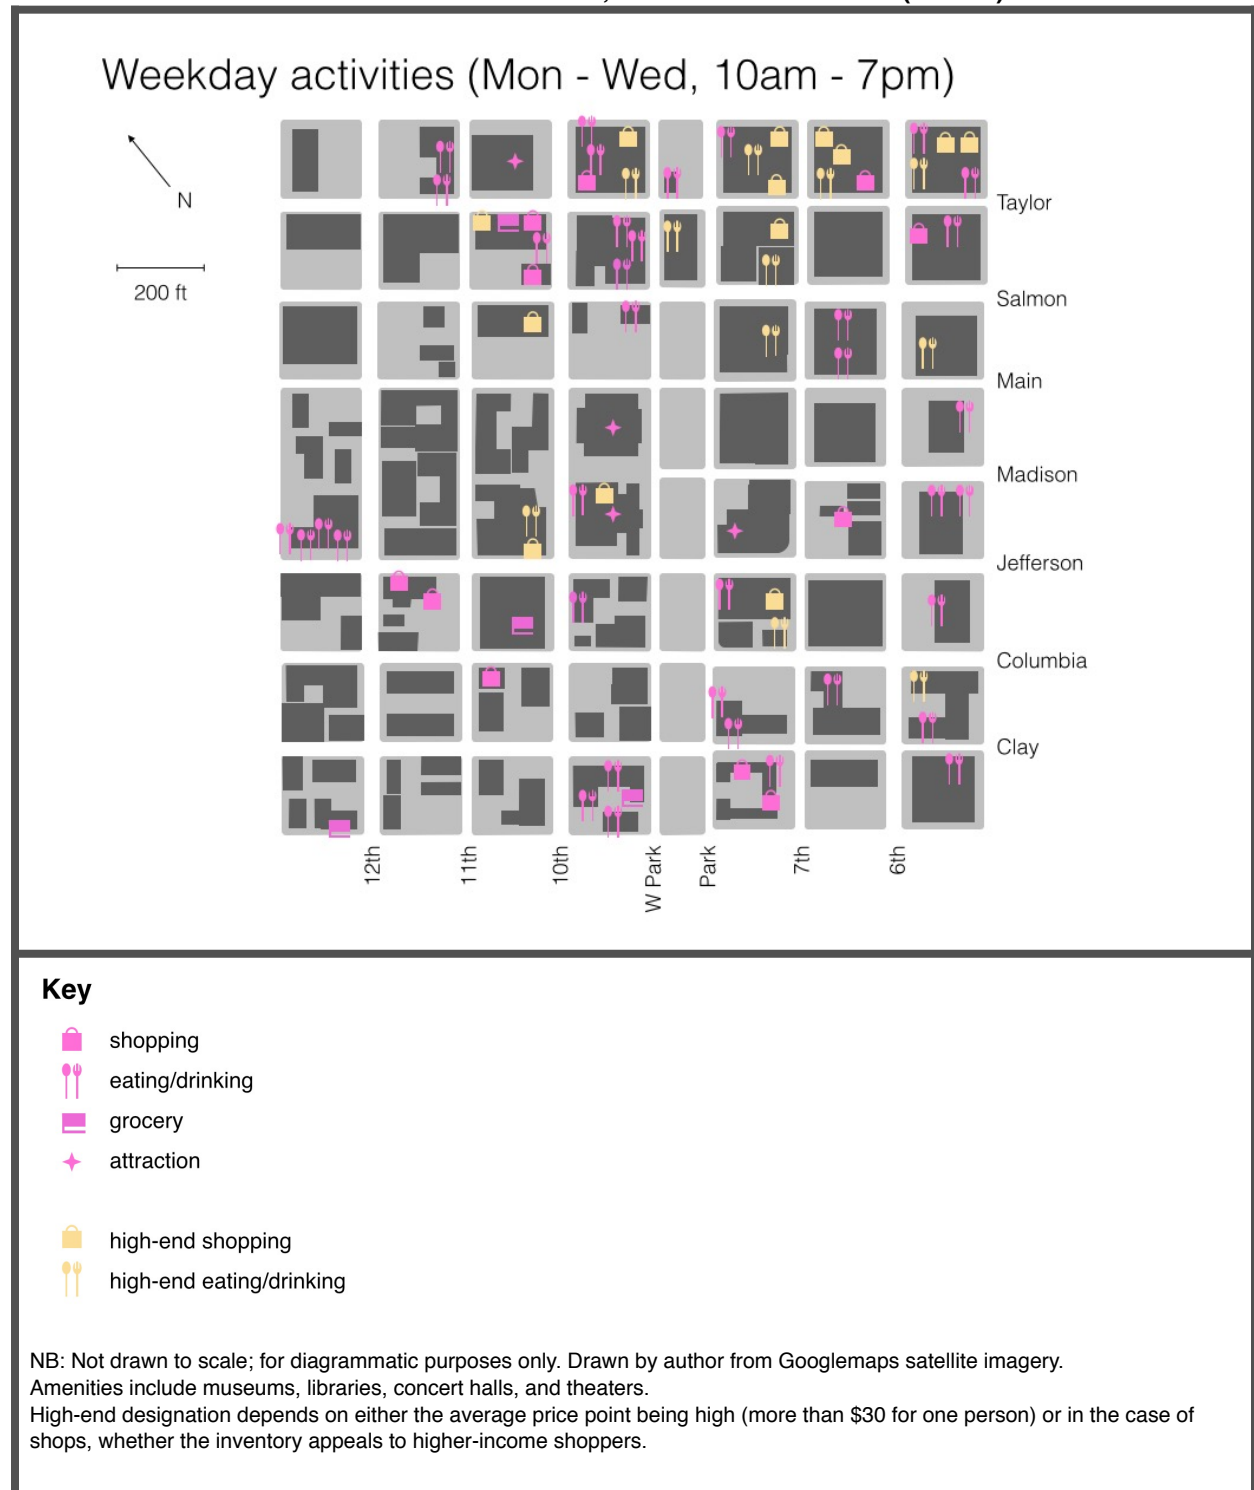 Weekday activities (Mon - Wed, 10am - 7pm)
N
200 ft
Taylor
Salmon
Main
Madison
Jefferson
Columbia
Clay
12th
11th
10th
W Park
Park
7th
6th
Key
shopping
eating/drinking
grocery
attraction
high-end shopping
high-end eating/drinking
NB: Not drawn to scale; for diagrammatic purposes only. Drawn by author from Googlemaps satellite imagery.
Amenities include museums, libraries, concert halls, and theaters.
High-end designation depends on either the average price point being high (more than $30 for one person) or in the case of
shops, whether the inventory appeals to higher-income shoppers.